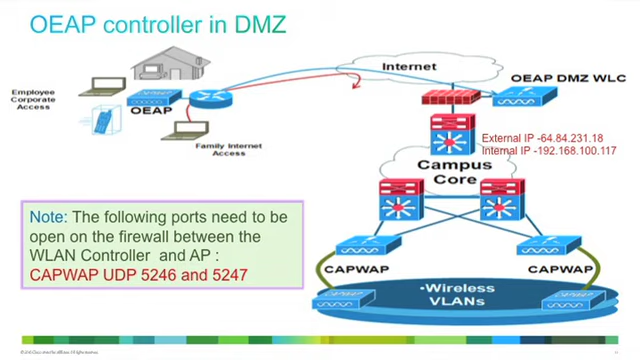 OEAP controller in DMZ
Internet
OEAP DMZ WLC
Employee
Corporate
Access
OEAP
Family Internet
Access
External IP -64.84.231.18
Internal IP -192.168.100.117
Campus
Core
Note: The following ports need to be
open on the firewall between the
WLAN Controller and AP :
CAPWAP UDP 5246 and 5247
CAPWAP
CAPWAP
•Wireless
VLANs